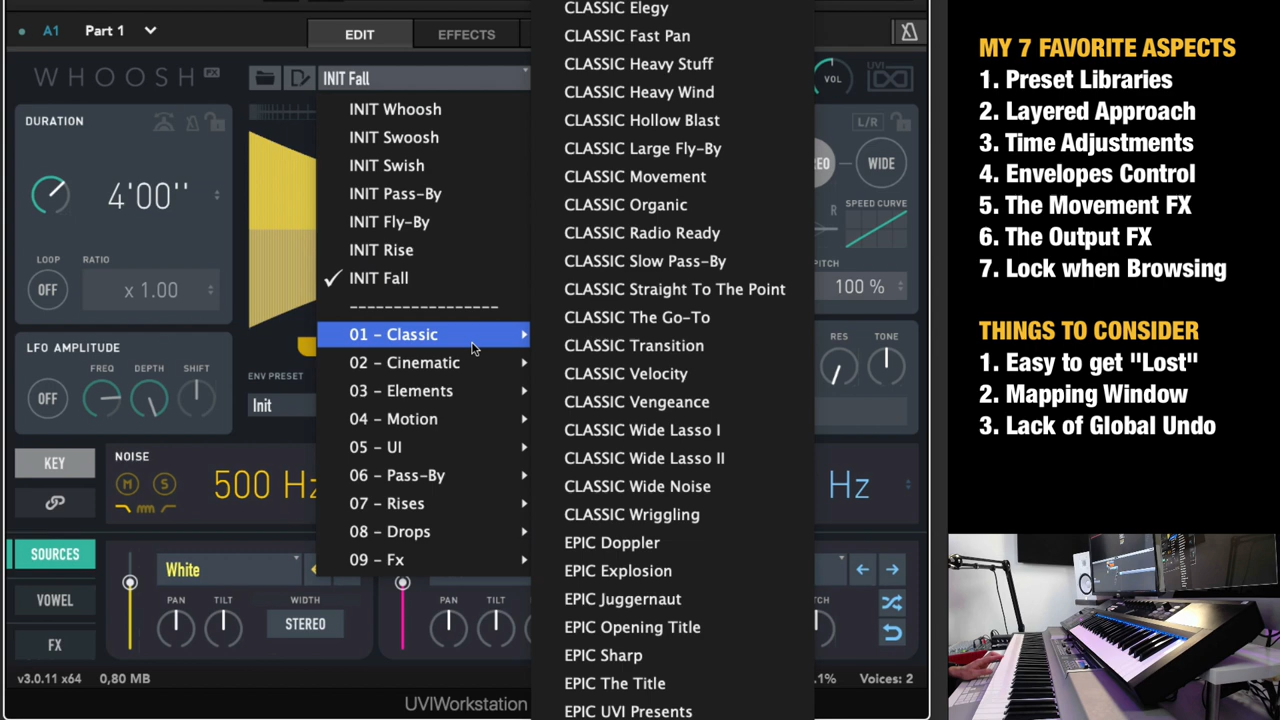 A1 Part 1
EDIT
EFFECTS
WHOOSH FX
INIT Fall
VOL
DURATION
4'00''
LOOP
OFF
RATIO
x 1.00
LFO AMPLITUDE
OFF
FREQ
DEPTH
SHIFT
ENV PRESET
Init
INIT Whoosh
INIT Swoosh
INIT Swish
INIT Pass-By
INIT Fly-By
INIT Rise
INIT Fall
01 - Classic
02 - Cinematic
03 - Elements
04 - Motion
05 - UI
06 - Pass-By
07 - Rises
08 - Drops
09 - Fx
CLASSIC Elegy
CLASSIC Fast Pan
CLASSIC Heavy Stuff
CLASSIC Heavy Wind
CLASSIC Hollow Blast
CLASSIC Large Fly-By
CLASSIC Movement
CLASSIC Organic
CLASSIC Radio Ready
CLASSIC Slow Pass-By
CLASSIC Straight To The Point
CLASSIC The Go-To
CLASSIC Transition
CLASSIC Velocity
CLASSIC Vengeance
CLASSIC Wide Lasso I
CLASSIC Wide Lasso II
CLASSIC Wide Noise
CLASSIC Wriggling
EPIC Doppler
EPIC Explosion
EPIC Juggernaut
EPIC Opening Title
EPIC Sharp
EPIC The Title
EPIC UVI Presents
L/R
EO
WIDE
R
SPEED CURVE
PITCH
100 %
RES
TONE
KEY
NOISE
M S
500 Hz
Hz
SOURCES
VOWEL
FX
White
PAN
TILT
WIDTH
STEREO
PAN
TILT
TCH
v3.0.11 x64
0,80 MB
.1%
Voices: 2
UVIWorkstation
MY 7 FAVORITE ASPECTS
1. Preset Libraries
2. Layered Approach
3. Time Adjustments
4. Envelopes Control
5. The Movement FX
6. The Output FX
7. Lock when Browsing
THINGS TO CONSIDER
1. Easy to get "Lost"
2. Mapping Window
3. Lack of Global Undo